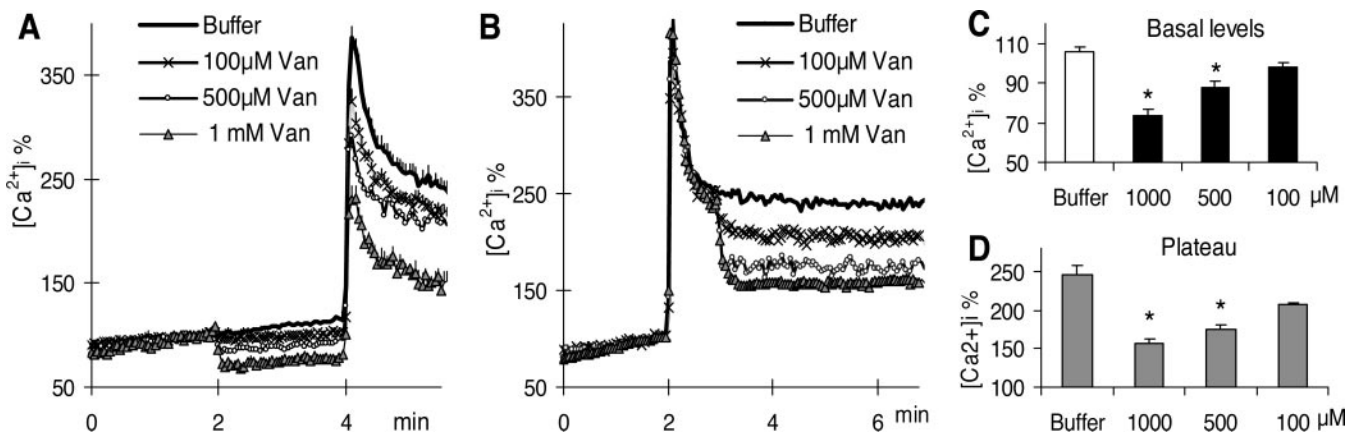 A
Buffer
100µM Van
500µM Van
1 mM Van
[Ca²⁺]i %
350
250
150
50
0
2
4
min
B
Buffer
100µM Van
500µM Van
1 mM Van
[Ca²⁺]i %
350
250
150
50
0
2
4
6
min
C
Basal levels
[Ca²⁺]i %
110
90
70
50
* *
Buffer 1000 500 100 µM
D
Plateau
[Ca2+]i %
250
200
150
100
* *
Buffer 1000 500 100 µM